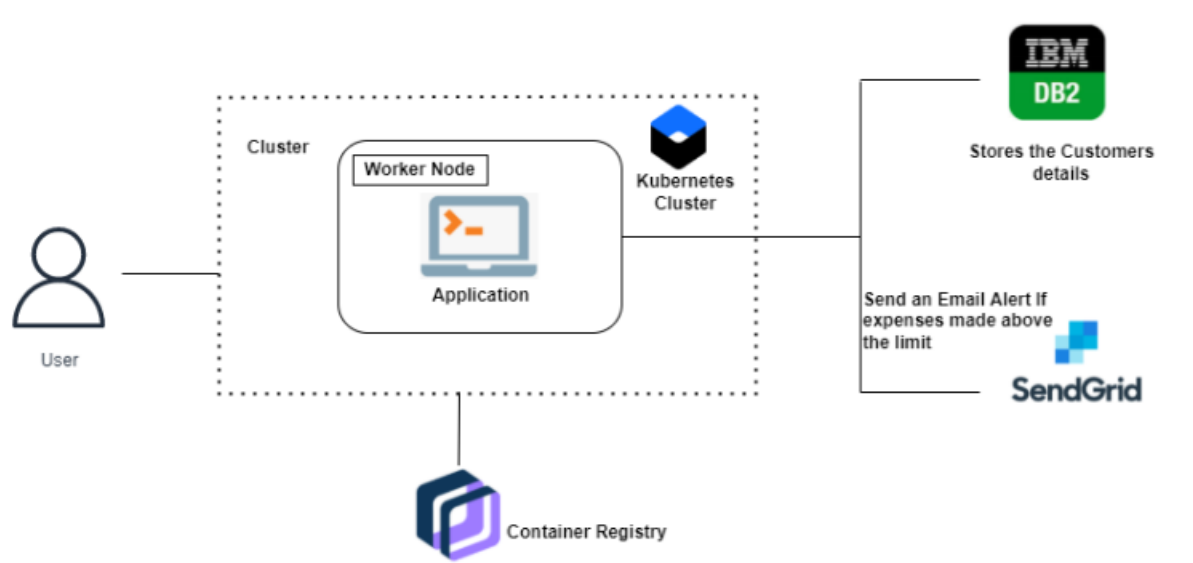 Cluster
Worker Node
Application
Kubernetes
Cluster
User
Container Registry
IBM
DB2
Stores the Customers
details
Send an Email Alert If
expenses made above
the limit
SendGrid